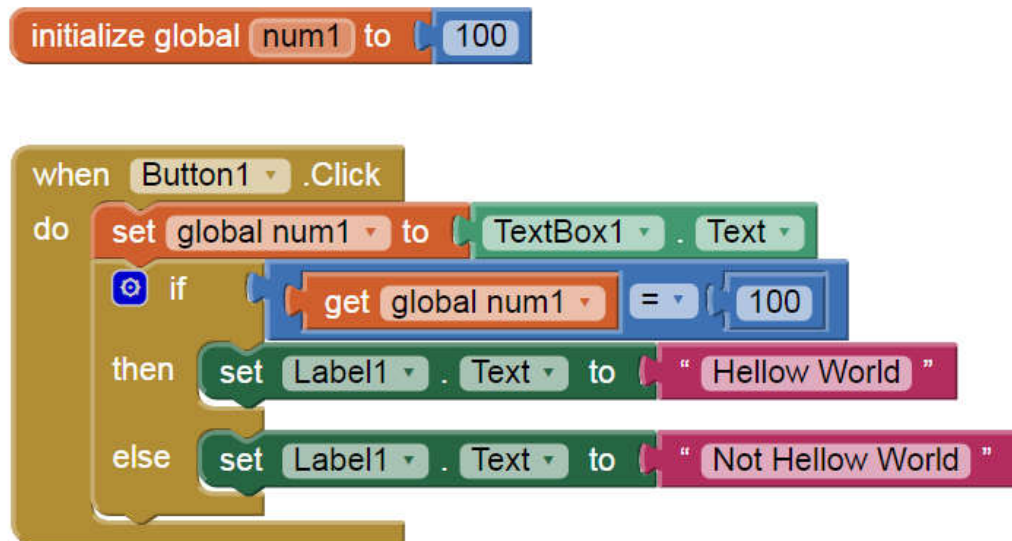 initialize global num1 to 100
when Button1 .Click
do set global num1 to TextBox1 . Text
if get global num1 = 100
then set Label1 . Text to “ Hellow World ”
else set Label1 . Text to “ Not Hellow World ”